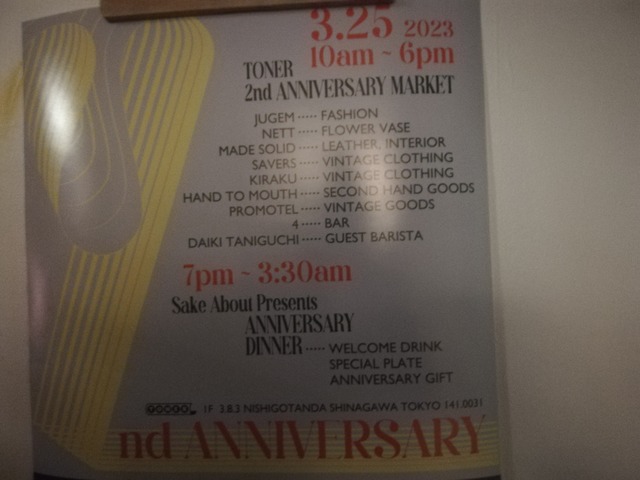 3.25 2023
10am ~ 6pm
TONER
2nd ANNIVERSARY MARKET
JUGEM ····· FASHION
NETT ····· FLOWER VASE
MADE SOLID ····· LEATHER, INTERIOR
SAVERS ····· VINTAGE CLOTHING
KIRAKU ····· VINTAGE CLOTHING
HAND TO MOUTH ····· SECOND HAND GOODS
PROMOTEL ····· VINTAGE GOODS
4 ····· BAR
DAIKI TANIGUCHI ····· GUEST BARISTA
7pm ~ 3:30am
Sake About Presents
ANNIVERSARY
DINNER ····· WELCOME DRINK
SPECIAL PLATE
ANNIVERSARY GIFT
1F 3.8.3 NISHIGOTANDA SHINAGAWA TOKYO 141.0031
nd ANNIVERSARY